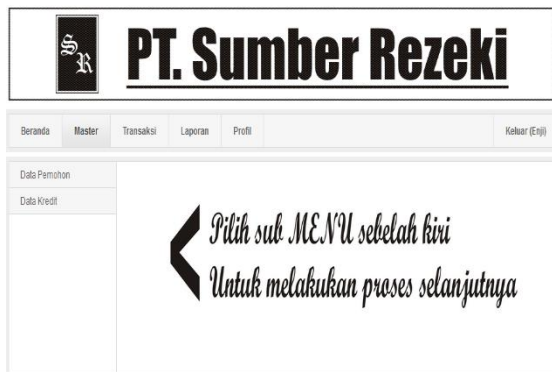 SR
PT. Sumber Rezeki
Beranda Master Transaksi Laporan Profil Keluar (Enji)
Data Pemohon
Data Kredit
Pilih sub MENU sebelah kiri
Untuk melakukan proses selanjutnya